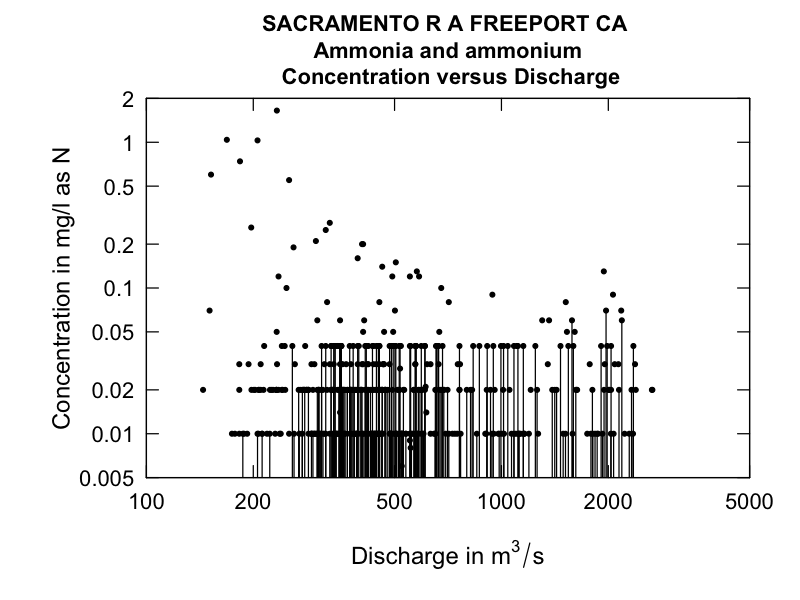 SACRAMENTO R A FREEPORT CA
Ammonia and ammonium
Concentration versus Discharge
Concentration in mg/l as N
2
1
0.5
0.2
0.1
0.05
0.02
0.01
0.005
100 200 500 1000 2000 5000
Discharge in m³/s